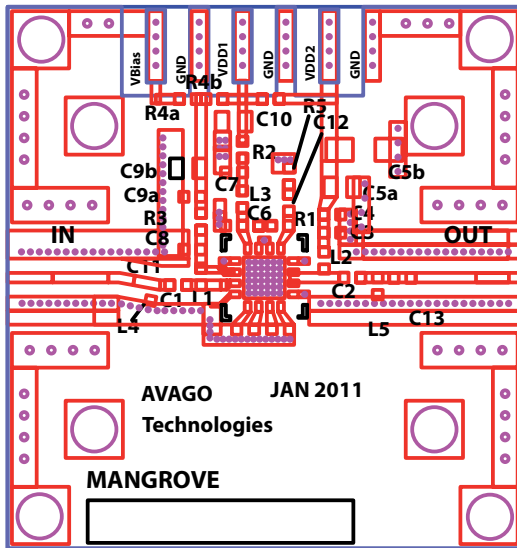 VBias
GND
VDD1
GND
VDD2
GND
R4b
R4a
C10
R5
C12
R2
C9b
C7
C5b
C9a
L3
C5a
R3
C6
R1
C4
IN
C8
C3
OUT
C11
L2
C1
L1
C2
L4
L5
C13
AVAGO
JAN 2011
Technologies
MANGROVE